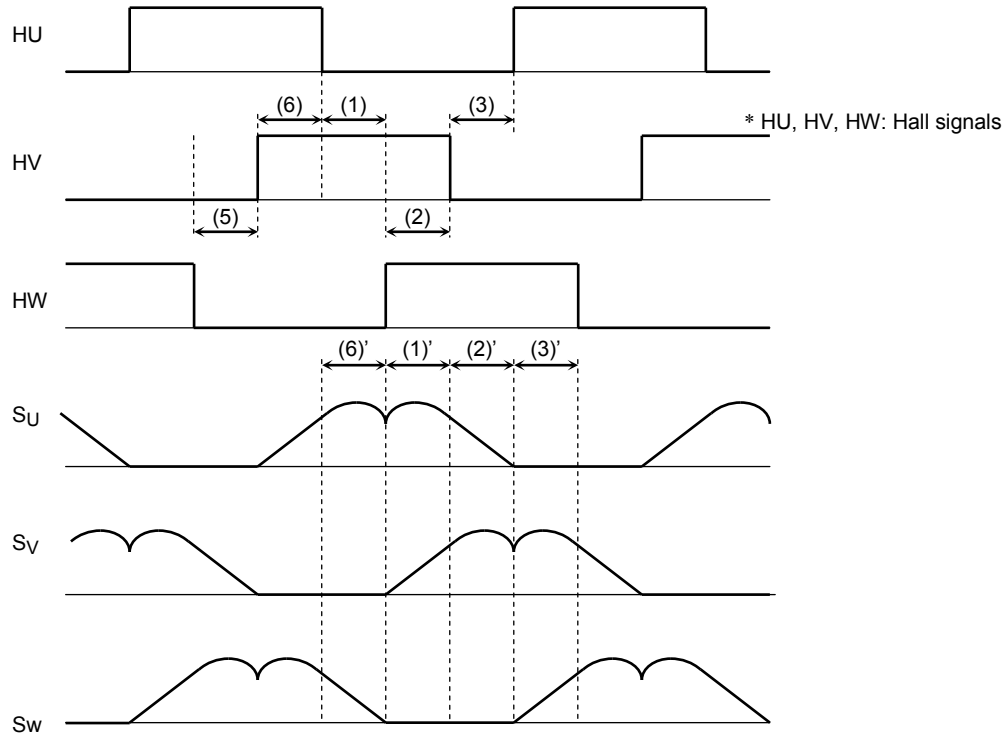 HU
(6) (1) (3)
* HU, HV, HW: Hall signals
HV
(5) (2)
HW
(6)’ (1)’ (2)’ (3)’
SU
SV
SW